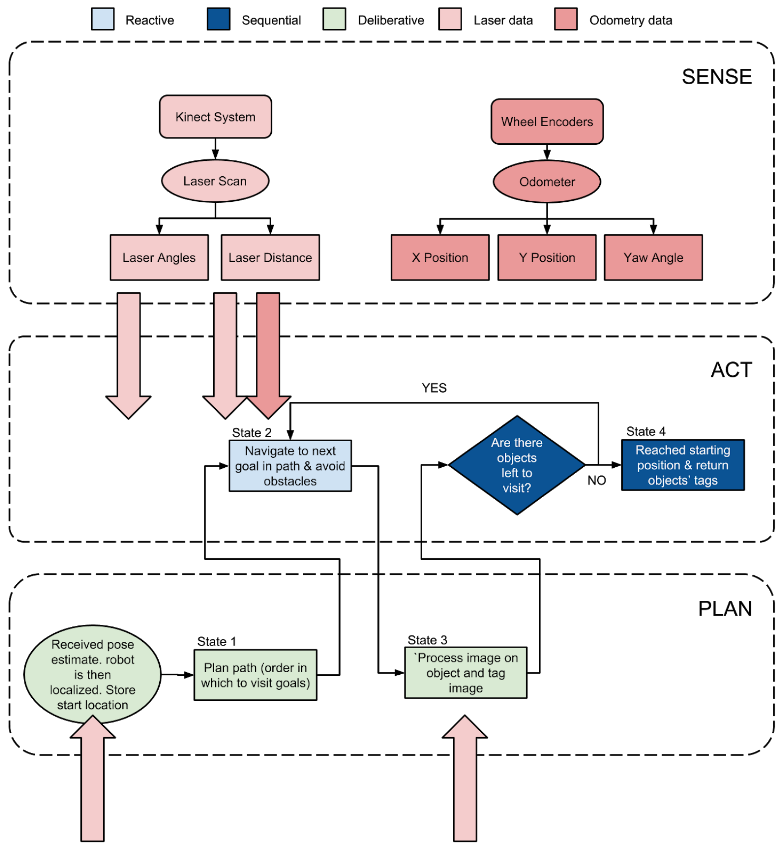 Reactive
Sequential
Deliberative
Laser data
Odometry data
SENSE
Kinect System
Wheel Encoders
Laser Scan
Odometer
Laser Angles
Laser Distance
X Position
Y Position
Yaw Angle
ACT
YES
State 2
Navigate to next
goal in path & avoid
obstacles
Are there
objects
left to
visit?
NO
State 4
Reached starting
position & return
objects' tags
PLAN
Received pose
estimate. robot
is then
localized. Store
start location
State 1
Plan path (order in
which to visit goals)
State 3
`Process image on
object and tag
image